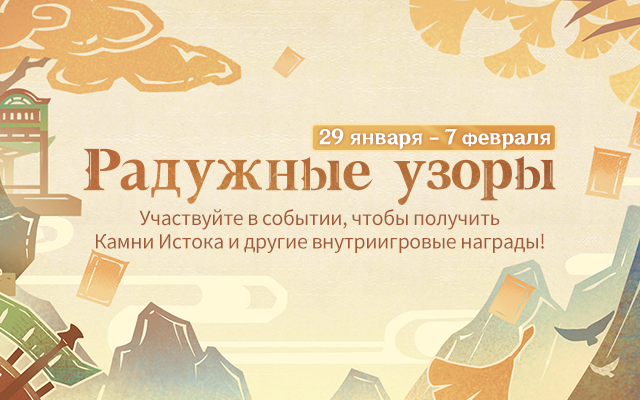 29 января – 7 февраля
Радужные узоры
Участвуйте в событии, чтобы получить
Камни Истока и другие внутриигровые награды!